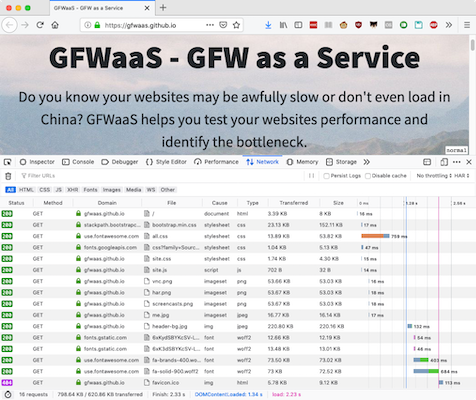 GFWaaS - GFW as a Service
https://gfwaas.github.io
GFWaaS - GFW as a Service
Do you know your websites may be awfully slow or don't even load in
China? GFWaaS helps you test your websites performance and
identify the bottleneck.
normal
Inspector Console Debugger Style Editor Performance Network Memory Storage
Filter URLs Persist Logs Disable cache No throttling HAR
All HTML CSS JS XHR Fonts Images Media WS Other
Status Method Domain File Cause Type Transferred Size 0 ms 1.28 s 2.56 s
200 GET gfwaas.github.io / document html 3.39 KB 8 KB 18 ms
200 GET stackpath.bootstrapc... bootstrap.min.css stylesheet css 23.13 KB 152.11 KB 17 ms
200 GET use.fontawesome.com all.css stylesheet css 13.89 KB 53.82 KB 759 ms
200 GET fonts.googleapis.com css?family=Sourc... stylesheet css 1.04 KB 5.13 KB 47 ms
200 GET gfwaas.github.io site.css stylesheet css 1.74 KB 4.30 KB 15 ms
200 GET gfwaas.github.io site.js script js 702 B 32 B 14 ms
200 GET gfwaas.github.io vnc.png imageset png 53.66 KB 53.03 KB 18 ms
200 GET gfwaas.github.io har.png imageset png 53.66 KB 53.03 KB 18 ms
200 GET gfwaas.github.io screencasts.png imageset png 53.66 KB 53.03 KB 18 ms
200 GET gfwaas.github.io me.jpg imageset jpeg 16.77 KB 16.14 KB 17 ms
200 GET gfwaas.github.io header-bg.jpg img jpeg 220.80 KB 220.16 KB 132 ms
200 GET fonts.gstatic.com 6xKydSBYKcSV-L... font woff2 12.66 KB 12.19 KB 84 ms
200 GET fonts.gstatic.com 6xK3dSBYKcSV-... font woff2 13.48 KB 13.01 KB 48 ms
200 GET use.fontawesome.com fa-brands-400.wo... font woff2 73.50 KB 73.02 KB 403 ms
200 GET use.fontawesome.com fa-solid-900.woff2 font woff2 73.20 KB 72.72 KB 684 ms
404 GET gfwaas.github.io favicon.ico img html 5.78 KB 9.12 KB 113 ms
16 requests 798.64 KB / 620.86 KB transferred Finish: 2.33 s DOMContentLoaded: 1.34 s load: 2.23 s